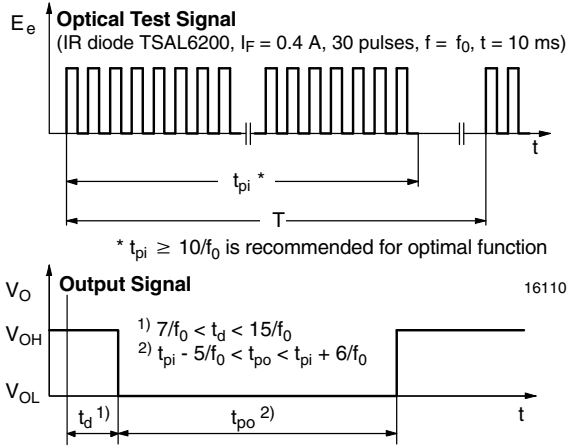 E_e Optical Test Signal
(IR diode TSAL6200, I_F = 0.4 A, 30 pulses, f = f_0, t = 10 ms)
t
t_pi *
T
* t_pi ≥ 10/f_0 is recommended for optimal function
V_O Output Signal 16110
V_OH 1) 7/f_0 < t_d < 15/f_0
2) t_pi - 5/f_0 < t_po < t_pi + 6/f_0
V_OL
t_d 1) t_po 2) t